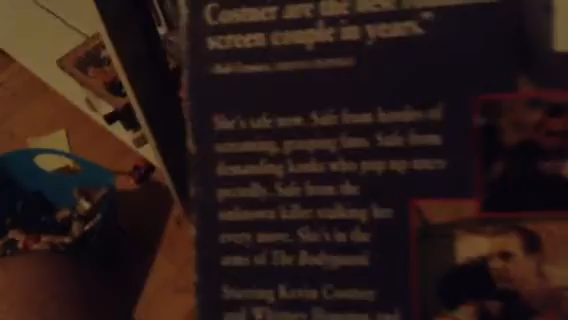 Costner are the best
screen couple in years."
She's safe now. Safe from hordes of
screaming, grasping fans. Safe from
demanding hunks who pop up unex-
pectedly. Safe from the
unknown killer stalking her
every move. She's in the
arms of The Bodyguard.
Starring Kevin Costner
and Whitney Houston and